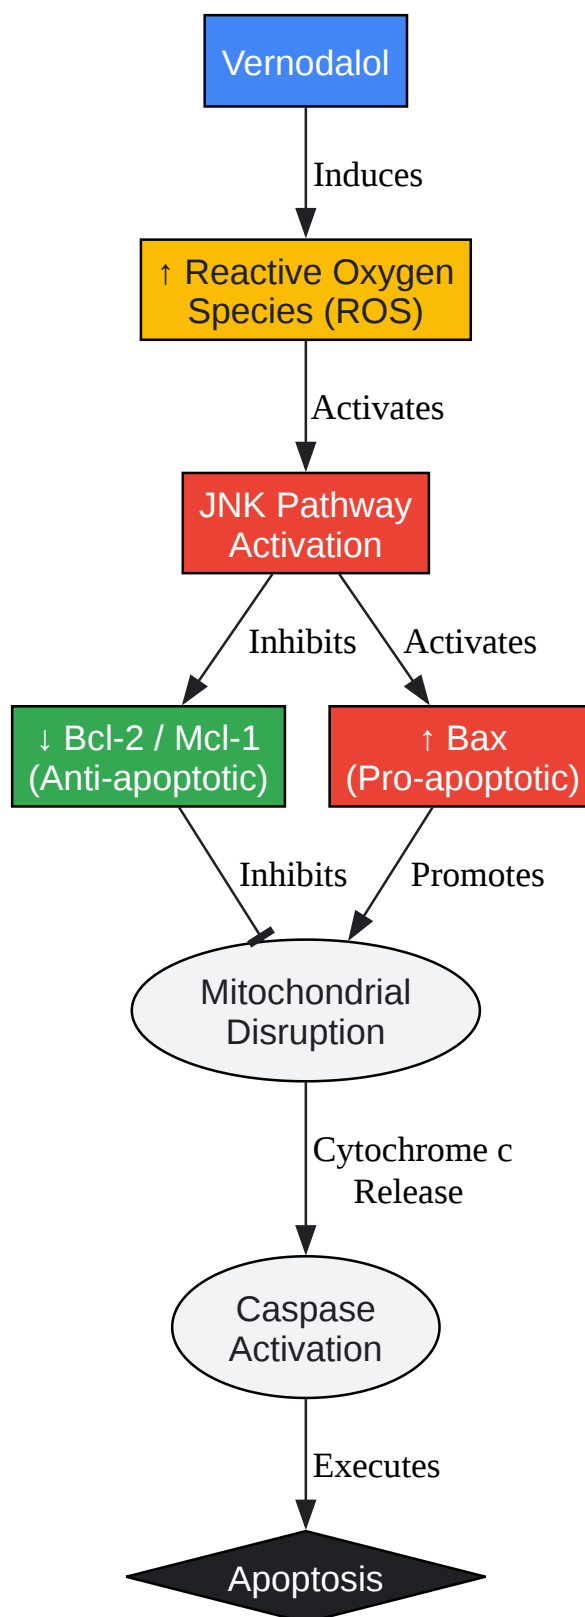 Vernodalol
Induces
↑ Reactive Oxygen
Species (ROS)
Activates
JNK Pathway
Activation
Inhibits
Activates
↓ Bcl-2 / Mcl-1
(Anti-apoptotic)
↑ Bax
(Pro-apoptotic)
Inhibits
Promotes
Mitochondrial
Disruption
Cytochrome c
Release
Caspase
Activation
Executes
Apoptosis